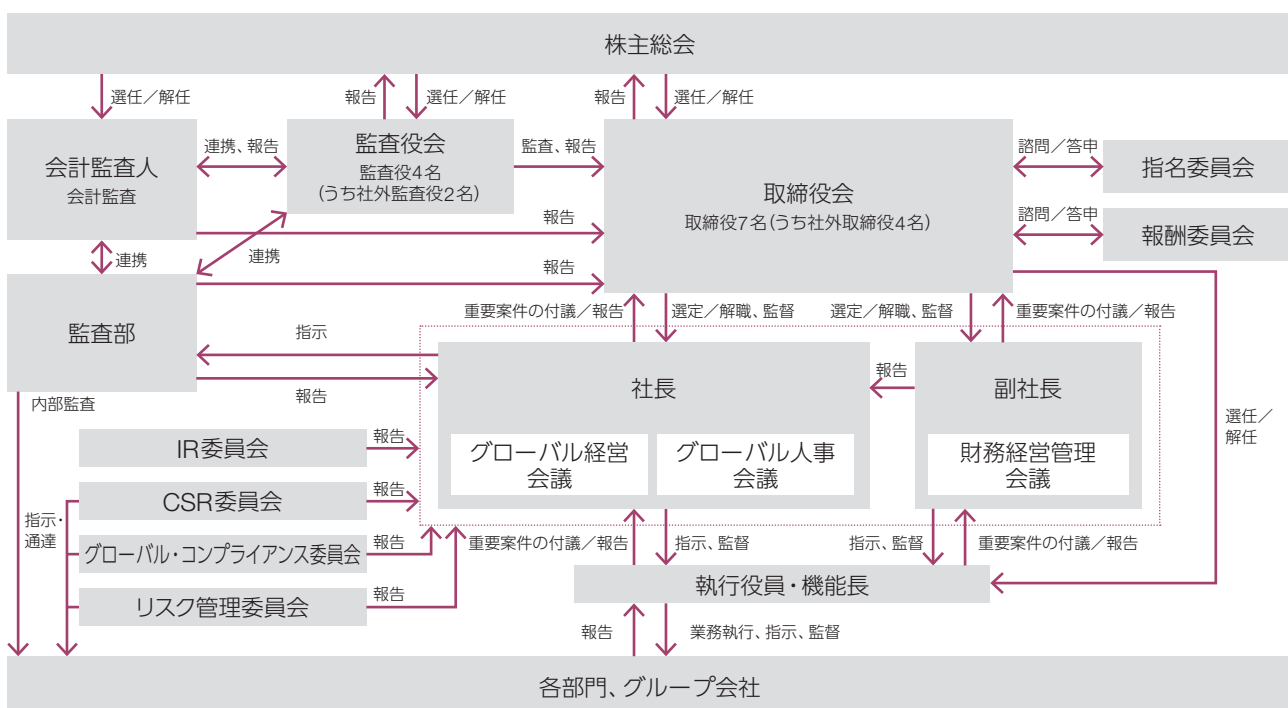 株主総会
選任／解任
報告
選任／解任
報告
選任／解任
会計監査人
会計監査
連携、報告
監査役会
監査役4名
(うち社外監査役2名)
監査、報告
取締役会
取締役7名(うち社外取締役4名)
諮問／答申
指名委員会
諮問／答申
報酬委員会
報告
連携
連携
報告
監査部
重要案件の付議／報告
選定／解職、監督
選定／解職、監督
重要案件の付議／報告
指示
報告
社長
報告
副社長
内部監査
選任／
解任
グローバル経営
会議
グローバル人事
会議
財務経営管理
会議
IR委員会
報告
CSR委員会
報告
指示・
通達
グローバル・コンプライアンス委員会
報告
重要案件の付議／報告
指示、監督
指示、監督
重要案件の付議／報告
リスク管理委員会
報告
執行役員・機能長
報告
業務執行、指示、監督
各部門、グループ会社